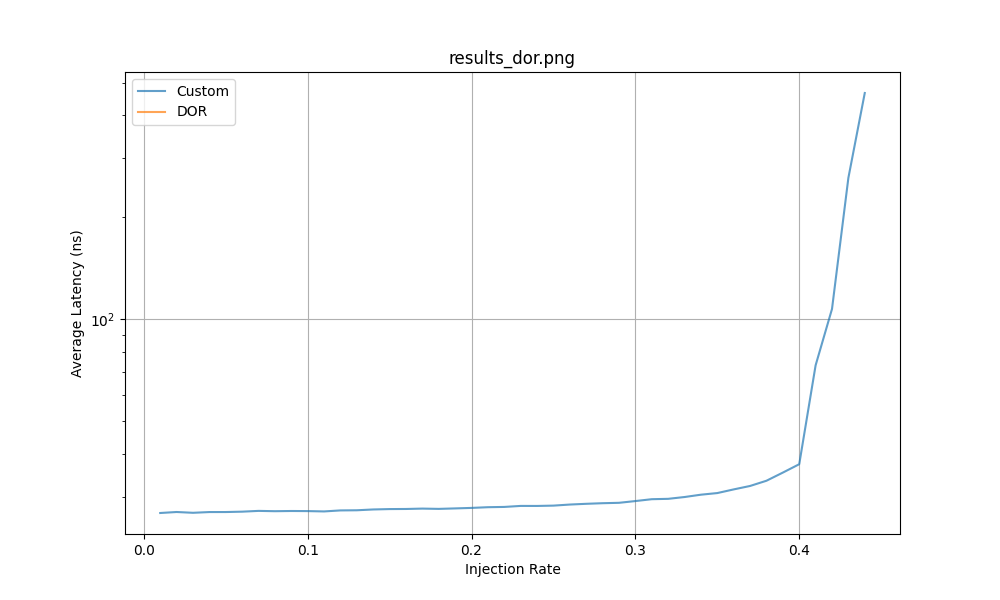 results_dor.png
Custom
DOR
Average Latency (ns)
10²
0.0 0.1 0.2 0.3 0.4
Injection Rate